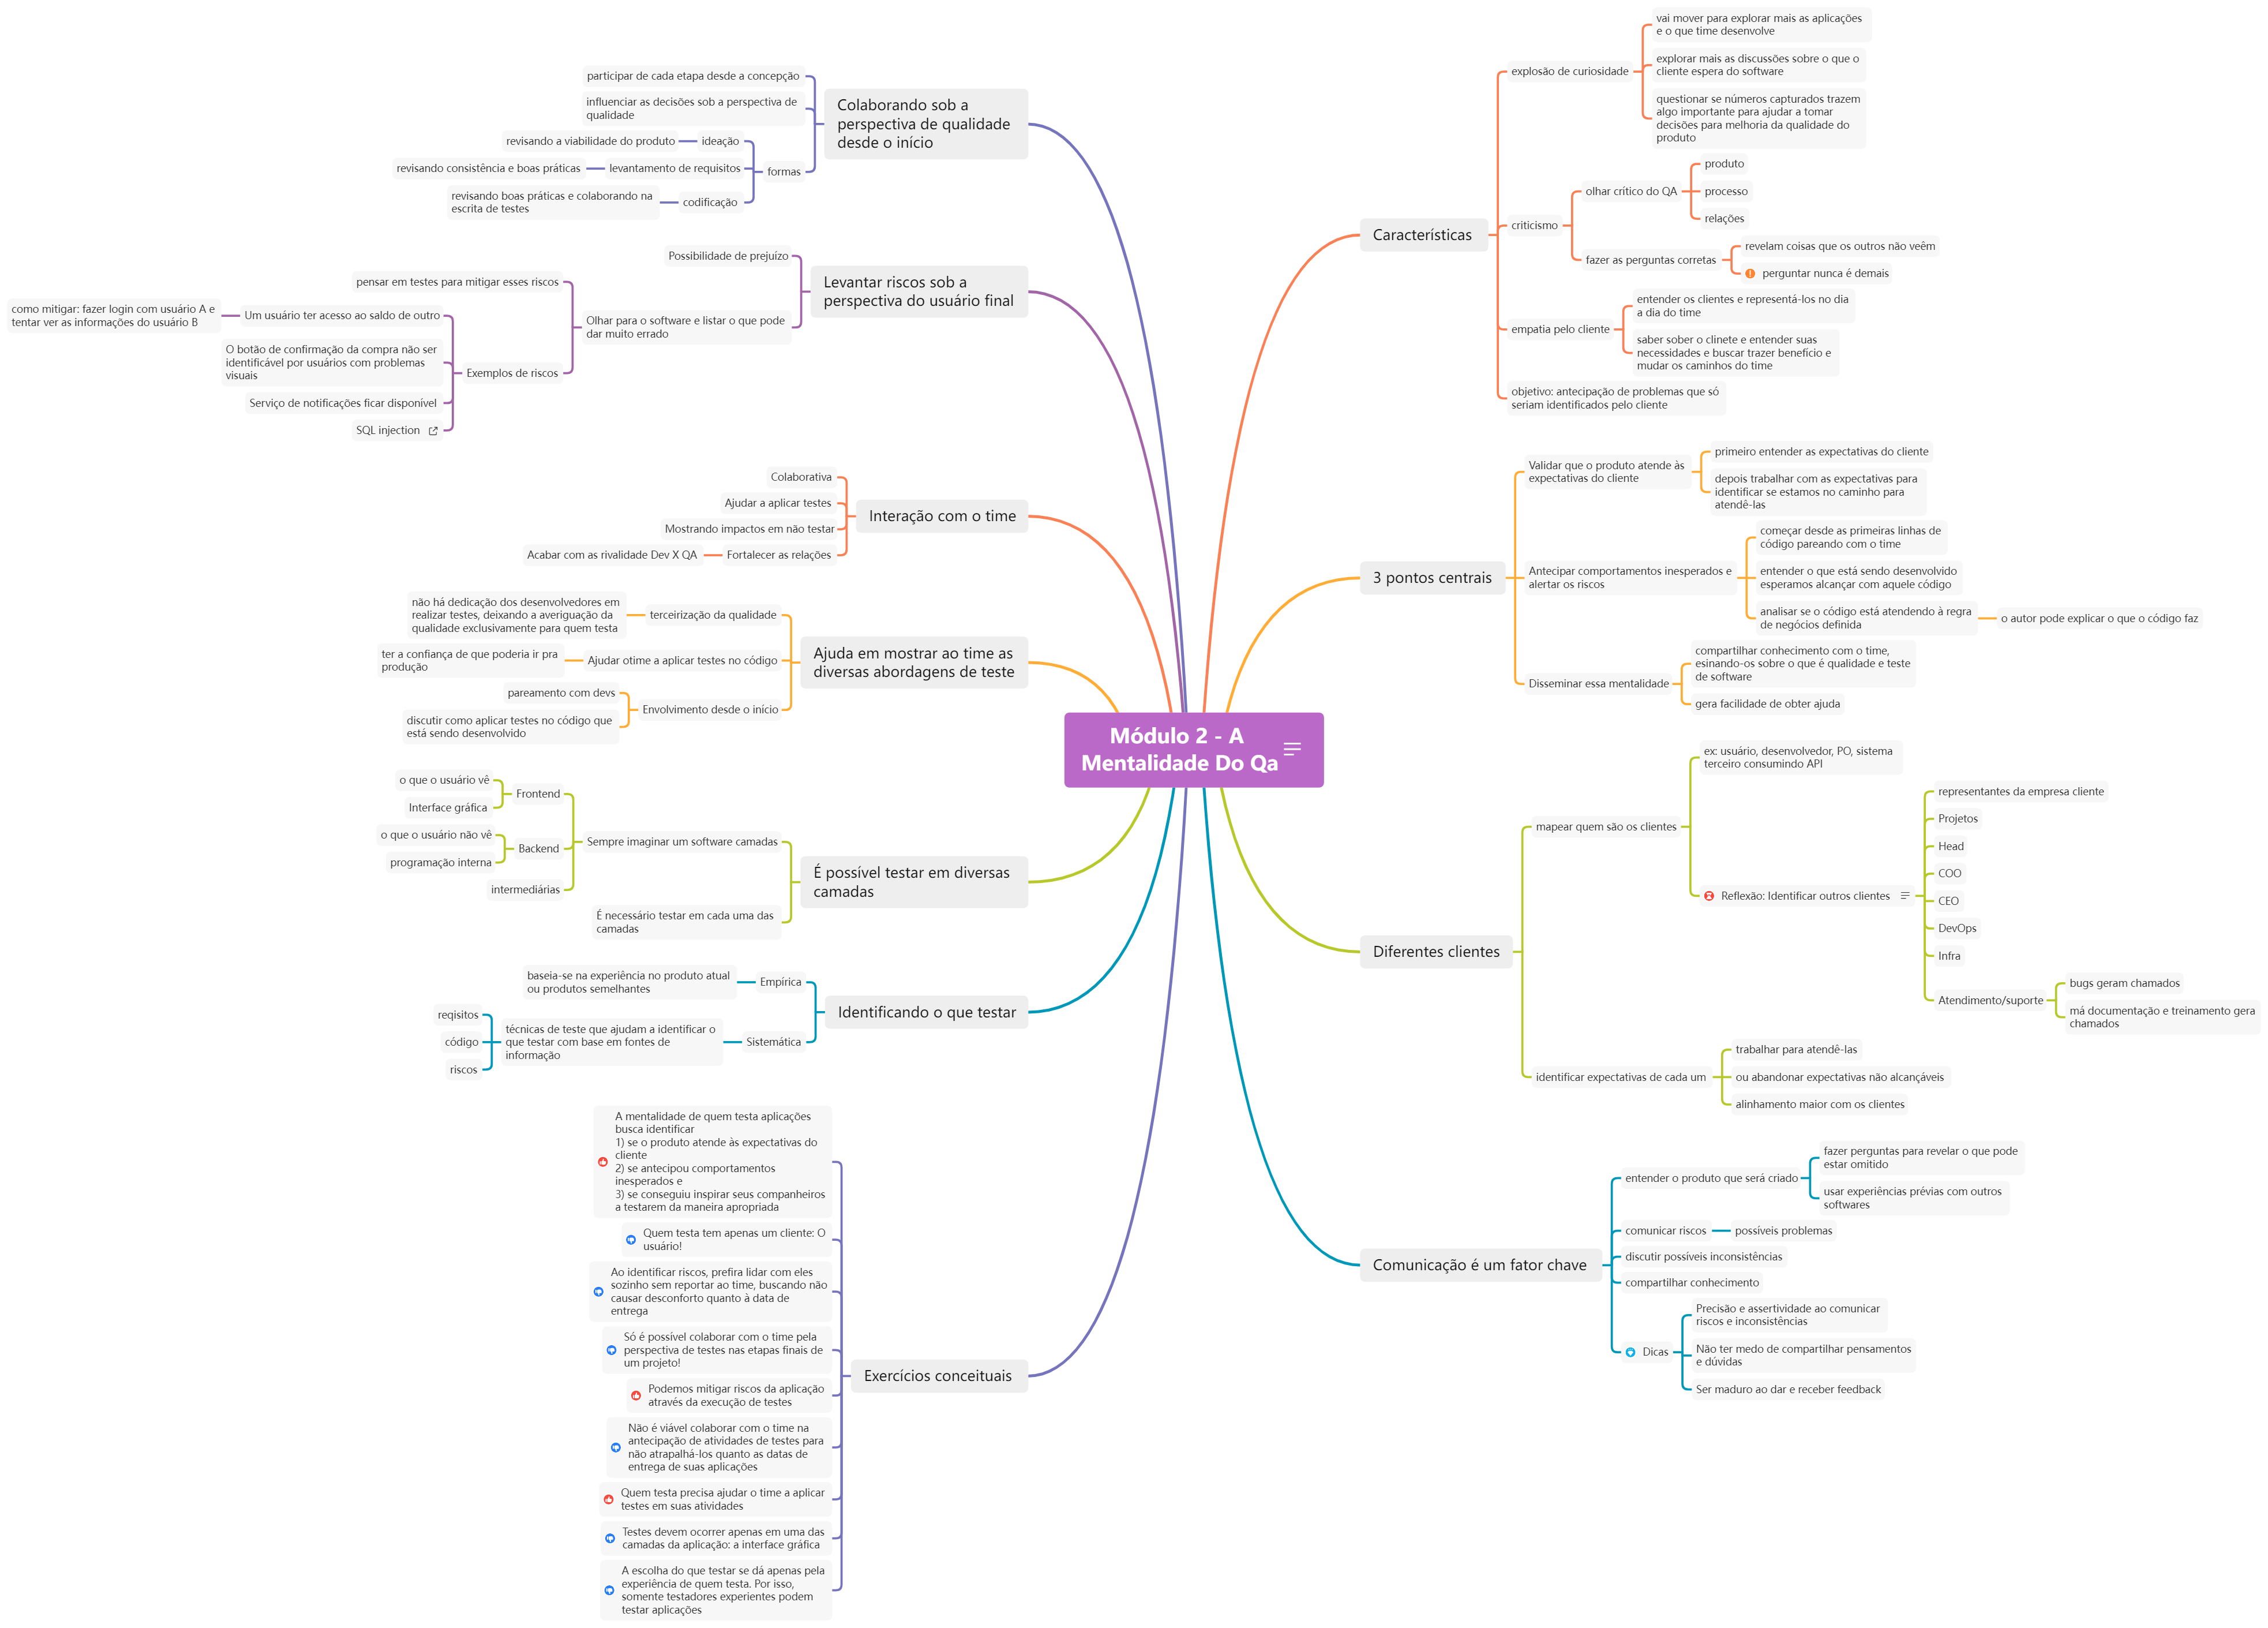 Módulo 2 - A
Mentalidade Do Qa
Características
explosão de curiosidade
vai mover para explorar mais as aplicações
e o que time desenvolve
explorar mais as discussões sobre o que o
cliente espera do software
questionar se números capturados trazem
algo importante para ajudar a tomar
decisões para melhoria da qualidade do
produto
criticismo
olhar crítico do QA
produto
processo
relações
fazer as perguntas corretas
revelam coisas que os outros não veêm
perguntar nunca é demais
empatia pelo cliente
entender os clientes e representá-los no dia
a dia do time
saber sober o clinete e entender suas
necessidades e buscar trazer benefício e
mudar os caminhos do time
objetivo: antecipação de problemas que só
seriam identificados pelo cliente
3 pontos centrais
Validar que o produto atende às
expectativas do cliente
primeiro entender as expectativas do cliente
depois trabalhar com as expectativas para
identificar se estamos no caminho para
atendê-las
Antecipar comportamentos inesperados e
alertar os riscos
começar desde as primeiras linhas de
código pareando com o time
entender o que está sendo desenvolvido
esperamos alcançar com aquele código
analisar se o código está atendendo à regra
de negócios definida
o autor pode explicar o que o código faz
Disseminar essa mentalidade
compartilhar conhecimento com o time,
esinando-os sobre o que é qualidade e teste
de software
gera facilidade de obter ajuda
Diferentes clientes
mapear quem são os clientes
ex: usuário, desenvolvedor, PO, sistema
terceiro consumindo API
Reflexão: Identificar outros clientes
representantes da empresa cliente
Projetos
Head
COO
CEO
DevOps
Infra
Atendimento/suporte
bugs geram chamados
má documentação e treinamento gera
chamados
identificar expectativas de cada um
trabalhar para atendê-las
ou abandonar expectativas não alcançáveis
alinhamento maior com os clientes
Comunicação é um fator chave
entender o produto que será criado
fazer perguntas para revelar o que pode
estar omitido
usar experiências prévias com outros
softwares
comunicar riscos
possíveis problemas
discutir possíveis inconsistências
compartilhar conhecimento
Dicas
Precisão e assertividade ao comunicar
riscos e inconsistências
Não ter medo de compartilhar pensamentos
e dúvidas
Ser maduro ao dar e receber feedback
Colaborando sob a
perspectiva de qualidade
desde o início
participar de cada etapa desde a concepção
influenciar as decisões sob a perspectiva de
qualidade
formas
ideação
revisando a viabilidade do produto
levantamento de requisitos
revisando consistência e boas práticas
codificação
revisando boas práticas e colaborando na
escrita de testes
Levantar riscos sob a
perspectiva do usuário final
Possibilidade de prejuízo
Olhar para o software e listar o que pode
dar muito errado
pensar em testes para mitigar esses riscos
Exemplos de riscos
Um usuário ter acesso ao saldo de outro
como mitigar: fazer login com usuário A e
tentar ver as informações do usuário B
O botão de confirmação da compra não ser
identificável por usuários com problemas
visuais
Serviço de notificações ficar disponível
SQL injection
Interação com o time
Colaborativa
Ajudar a aplicar testes
Mostrando impactos em não testar
Fortalecer as relações
Acabar com as rivalidade Dev X QA
Ajuda em mostrar ao time as
diversas abordagens de teste
terceirização da qualidade
não há dedicação dos desenvolvedores em
realizar testes, deixando a averiguação da
qualidade exclusivamente para quem testa
Ajudar otime a aplicar testes no código
ter a confiança de que poderia ir pra
produção
Envolvimento desde o início
pareamento com devs
discutir como aplicar testes no código que
está sendo desenvolvido
É possível testar em diversas
camadas
Sempre imaginar um software camadas
Frontend
o que o usuário vê
Interface gráfica
Backend
o que o usuário não vê
programação interna
intermediárias
É necessário testar em cada uma das
camadas
Identificando o que testar
Empírica
baseia-se na experiência no produto atual
ou produtos semelhantes
Sistemática
técnicas de teste que ajudam a identificar o
que testar com base em fontes de
informação
reqisitos
código
riscos
Exercícios conceituais
A mentalidade de quem testa aplicações
busca identificar
1) se o produto atende às expectativas do
cliente
2) se antecipou comportamentos
inesperados e
3) se conseguiu inspirar seus companheiros
a testarem da maneira apropriada
Quem testa tem apenas um cliente: O
usuário!
Ao identificar riscos, prefira lidar com eles
sozinho sem reportar ao time, buscando não
causar desconforto quanto à data de
entrega
Só é possível colaborar com o time pela
perspectiva de testes nas etapas finais de
um projeto!
Podemos mitigar riscos da aplicação
através da execução de testes
Não é viável colaborar com o time na
antecipação de atividades de testes para
não atrapalhá-los quanto as datas de
entrega de suas aplicações
Quem testa precisa ajudar o time a aplicar
testes em suas atividades
Testes devem ocorrer apenas em uma das
camadas da aplicação: a interface gráfica
A escolha do que testar se dá apenas pela
experiência de quem testa. Por isso,
somente testadores experientes podem
testar aplicações